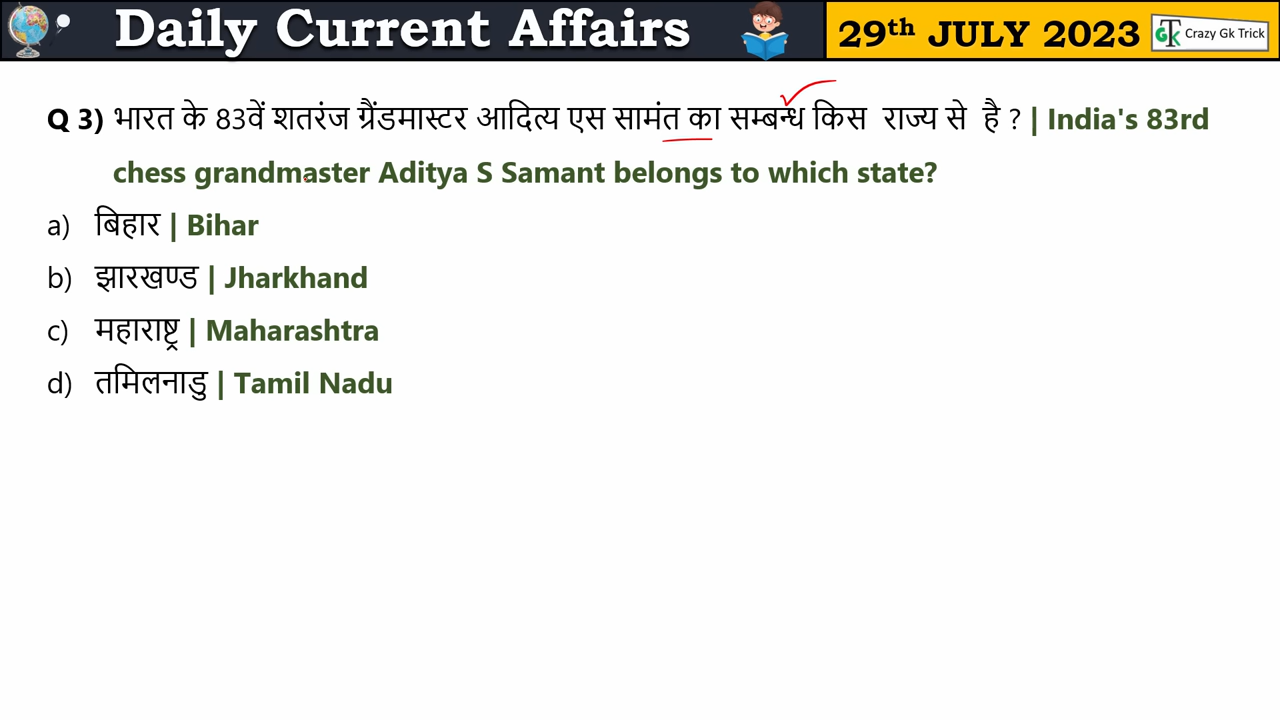 Daily Current Affairs
29th JULY 2023
GK Crazy Gk Trick
Q 3) भारत के 83वें शतरंज ग्रैंडमास्टर आदित्य एस सामंत का सम्बन्ध किस राज्य से है ? | India's 83rd
chess grandmaster Aditya S Samant belongs to which state?
a) बिहार | Bihar
b) झारखण्ड | Jharkhand
c) महाराष्ट्र | Maharashtra
d) तमिलनाडु | Tamil Nadu